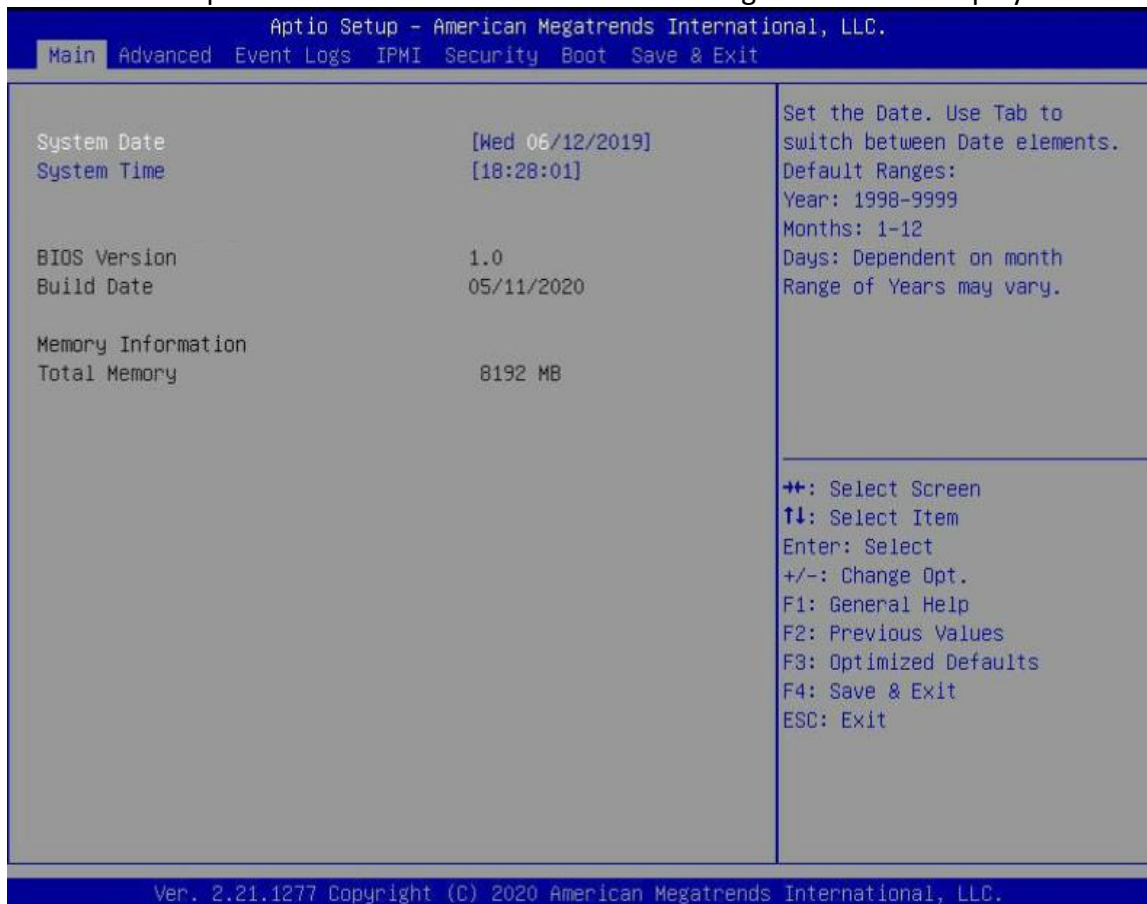 Aptio Setup – American Megatrends International, LLC.
Main Advanced Event Logs IPMI Security Boot Save & Exit
System Date [Wed 06/12/2019]
System Time [18:28:01]
BIOS Version 1.0
Build Date 05/11/2020
Memory Information
Total Memory 8192 MB
Set the Date. Use Tab to
switch between Date elements.
Default Ranges:
Year: 1998-9999
Months: 1-12
Days: Dependent on month
Range of Years may vary.
→←: Select Screen
↑↓: Select Item
Enter: Select
+/-: Change Opt.
F1: General Help
F2: Previous Values
F3: Optimized Defaults
F4: Save & Exit
ESC: Exit
Ver. 2.21.1277 Copyright (C) 2020 American Megatrends International, LLC.